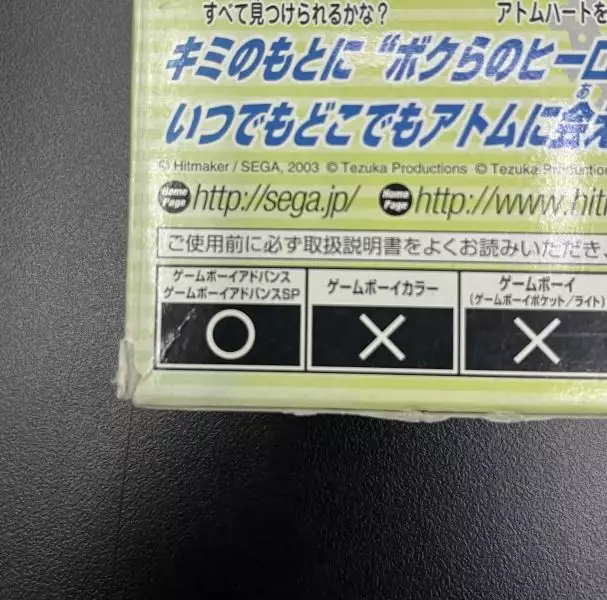 すべて見つけられるかな？
アトムハートを
キミのもとに“ボクらのヒーロ
あ
いつでもどこでもアトムに会え
© Hitmaker / SEGA, 2003 © Tezuka Productions © Tezuka Productio
Home Page http://sega.jp/ Home Page http://www.hitm
ご使用前に必ず取扱説明書をよくお読みいただき、
ゲームボーイアドバンス
ゲームボーイアドバンスSP
○
ゲームボーイカラー
×
ゲームボーイ
(ゲームボーイポケット/ライト)
×